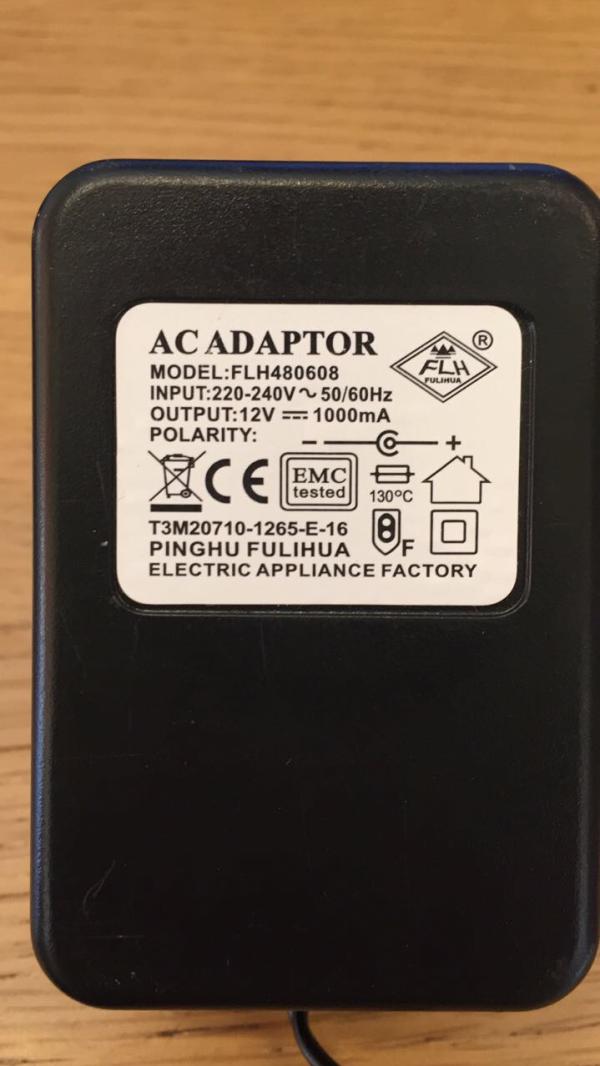 AC ADAPTOR
®
FLH
FULIHUA
MODEL:FLH480608
INPUT:220-240V～50/60Hz
OUTPUT:12V ⎓ 1000mA
POLARITY: - +
CE
EMC
tested
130°C
T3M20710-1265-E-16
F
PINGHU FULIHUA
ELECTRIC APPLIANCE FACTORY